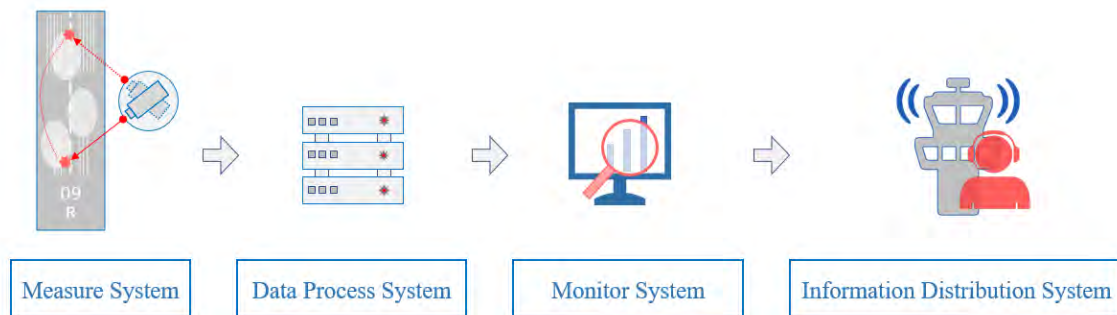 09
R
Measure System
Data Process System
Monitor System
Information Distribution System